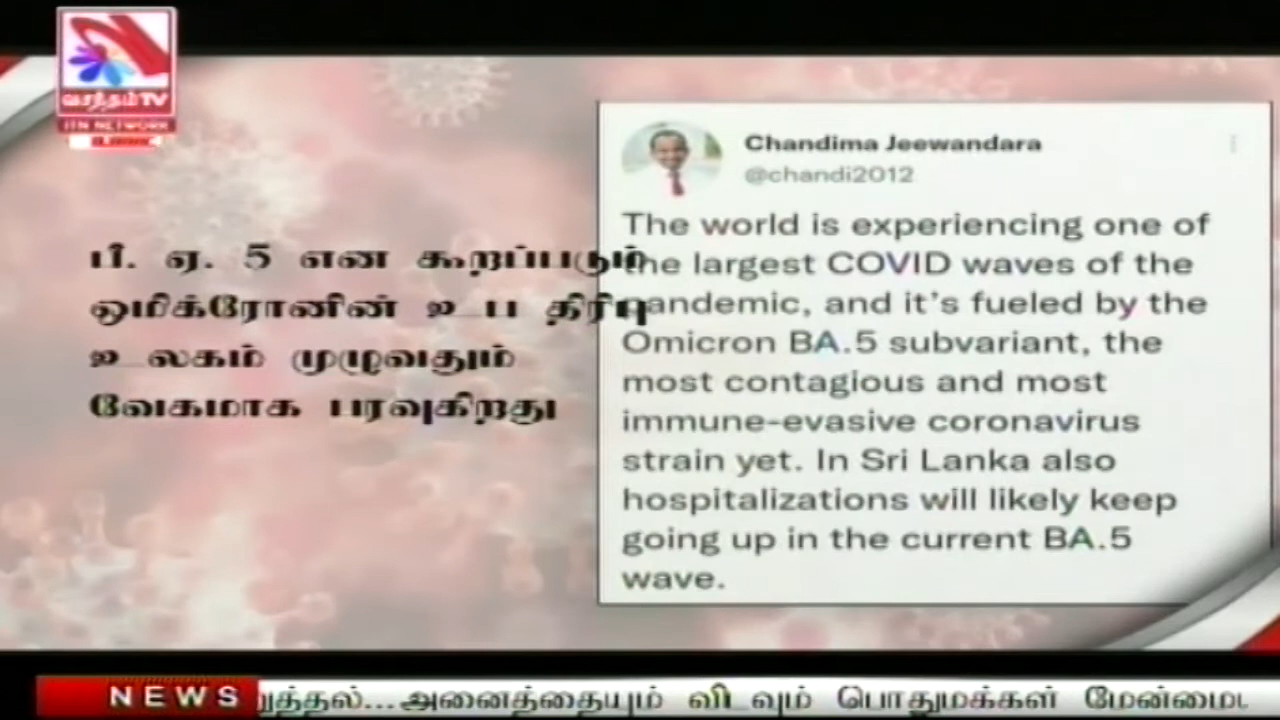 வசந்தம்TV
ITN NETWORK
பீ. ஏ. 5 என கூறப்படும்
ஒமிக்ரோனின் உப திரிபு
உலகம் முழுவதும்
வேகமாக பரவுகிறது
Chandima Jeewandara
@chandi2012
The world is experiencing one of
the largest COVID waves of the
pandemic, and it's fueled by the
Omicron BA.5 subvariant, the
most contagious and most
immune-evasive coronavirus
strain yet. In Sri Lanka also
hospitalizations will likely keep
going up in the current BA.5
wave.
NEWS றுத்தல்...அனைத்தையும் விடவும் பொதுமக்கள்